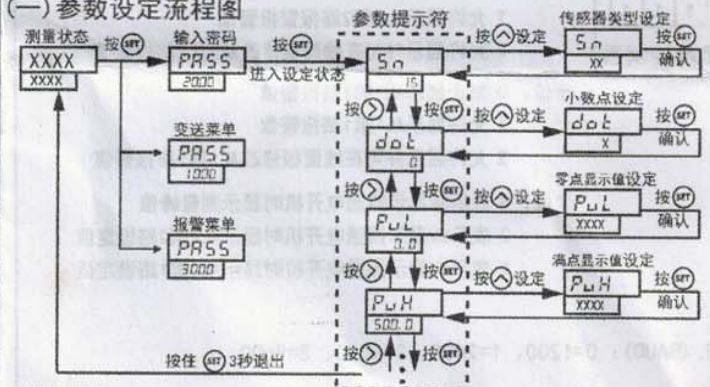 (一)参数设定流程图
测量状态 按SET 输入密码 按SET 参数提示符 传感器类型设定
XXXX
XXXX
PASS
2000
进入设定状态
Sn
15
按︿设定
Sn
XX
按SET
确认
变送菜单
PASS
1000
按﹥ 按SET
dot
0
按︿设定
小数点设定
dot
X
按SET
确认
报警菜单
PASS
3000
按﹥ 按SET
PuL
0.0
按︿设定
零点显示值设定
PuL
XXXX
按SET
确认
按﹥ 按SET
PuH
500.0
按︿设定
满点显示值设定
PuH
XXXX
按SET
确认
按﹥ 按SET
按住SET3秒退出